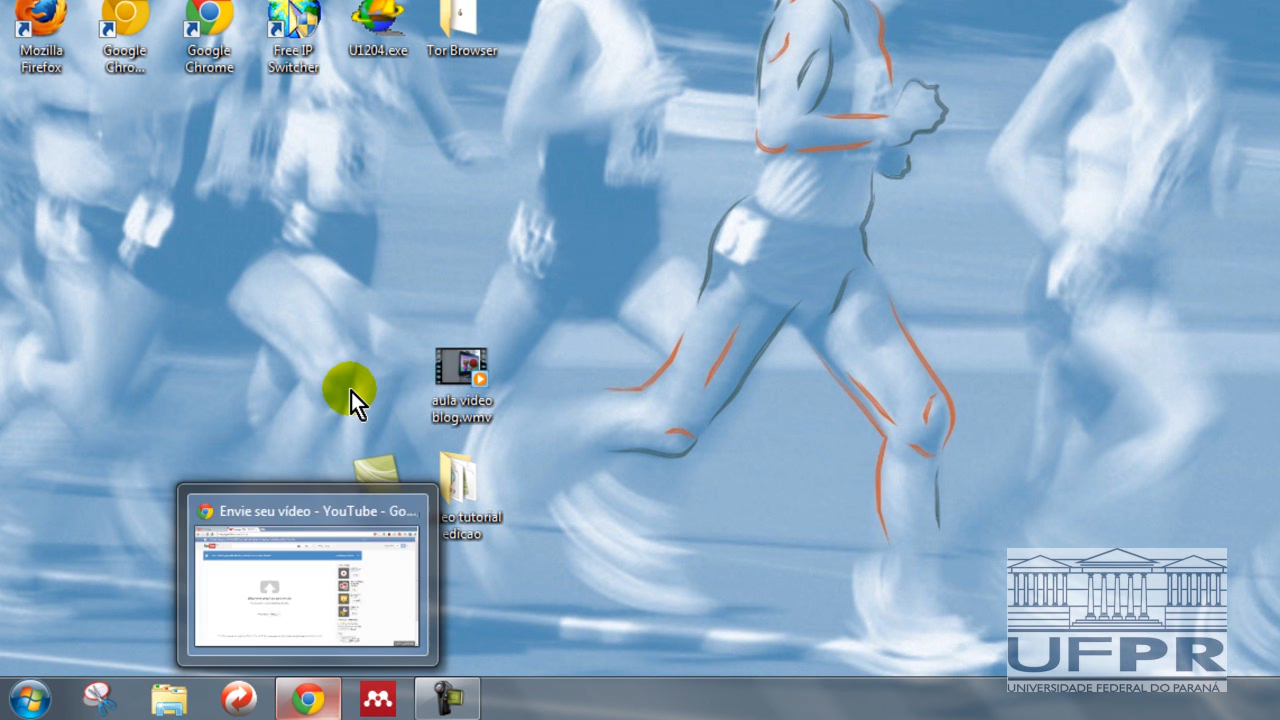 Mozilla
Firefox
Google
Chro...
Google
Chrome
Free IP
Switcher
U1204.exe
Tor Browser
aula video
blog.wmv
eo tutorial
edicao
Envie seu vídeo - YouTube - Go...
UFPR
UNIVERSIDADE FEDERAL DO PARANÁ